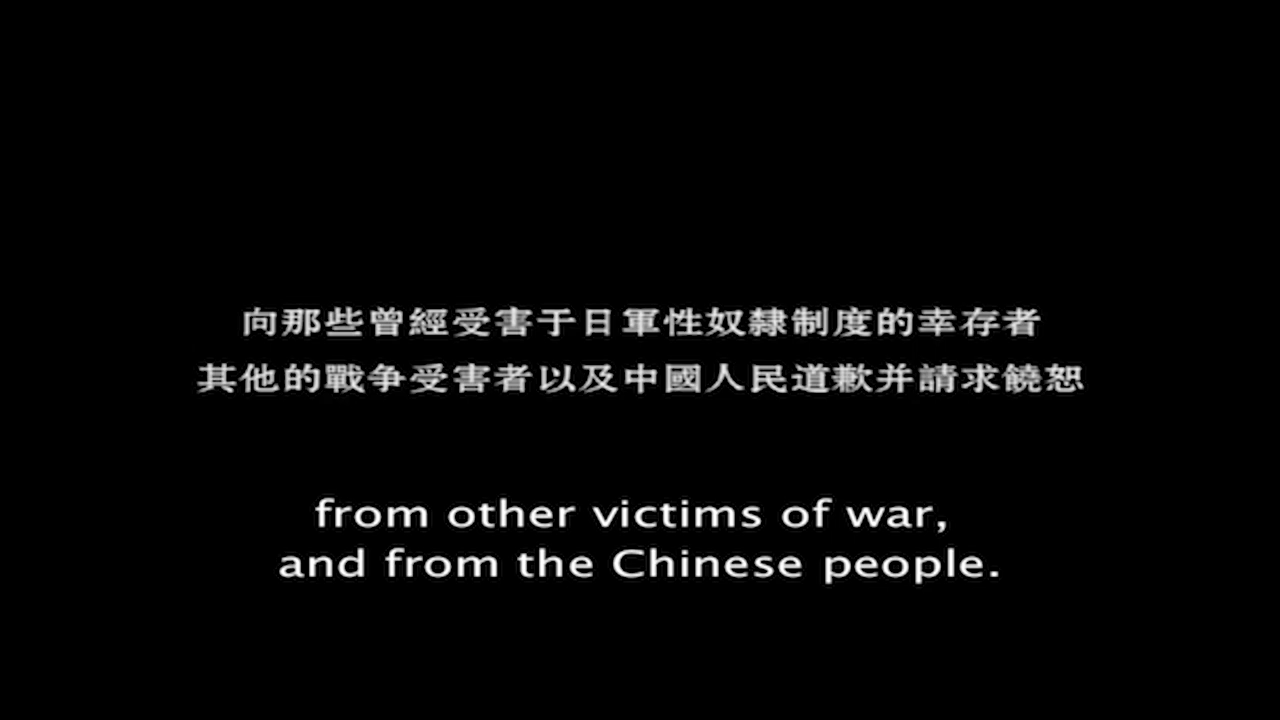 向那些曾經受害于日軍性奴隸制度的幸存者
其他的戰争受害者以及中國人民道歉并請求饒恕
from other victims of war,
and from the Chinese people.